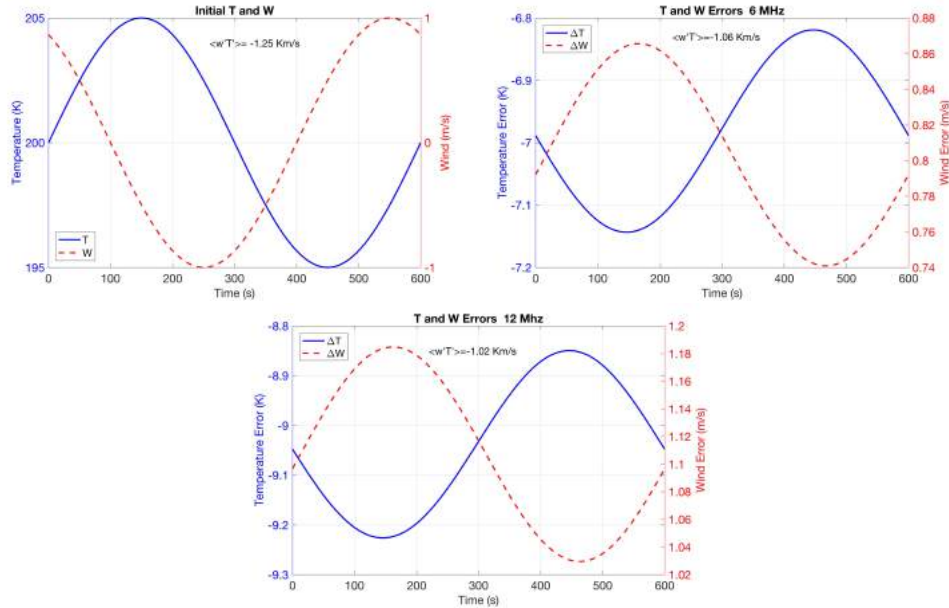 Initial T and W
<w'T'>= -1.25 Km/s
Temperature (K)
205
200
195
Wind (m/s)
1
0
-1
T
W
0 100 200 300 400 500 600
Time (s)
T and W Errors 6 MHz
<w'T'>=-1.06 Km/s
ΔT
ΔW
Temperature Error (K)
-6.8
-6.9
-7
-7.1
-7.2
Wind Error (m/s)
0.88
0.86
0.84
0.82
0.8
0.78
0.76
0.74
0 100 200 300 400 500 600
Time (s)
T and W Errors 12 Mhz
<w'T'>=-1.02 Km/s
ΔT
ΔW
Temperature Error (K)
-8.8
-8.9
-9
-9.1
-9.2
-9.3
Wind Error (m/s)
1.2
1.18
1.16
1.14
1.12
1.10
1.08
1.06
1.04
1.02
0 100 200 300 400 500 600
Time (s)